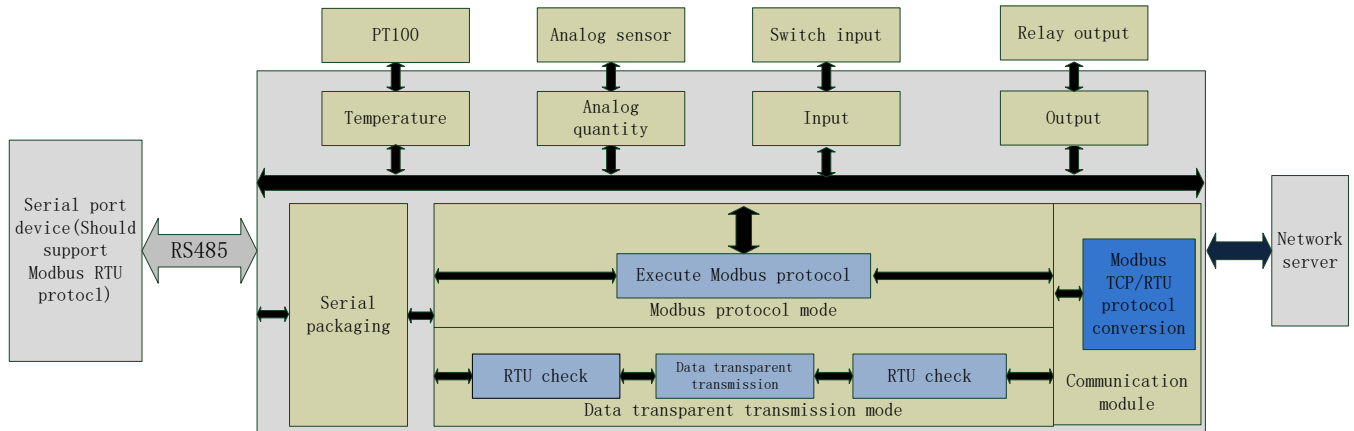 PT100
Analog sensor
Switch input
Relay output
Temperature
Analog
quantity
Input
Output
Serial port
device(Should
support
Modbus RTU
protocl)
RS485
Serial
packaging
Execute Modbus protocol
Modbus protocol mode
RTU check
Data transparent
transmission
RTU check
Data transparent transmission mode
Modbus
TCP/RTU
protocol
conversion
Communication
module
Network
server